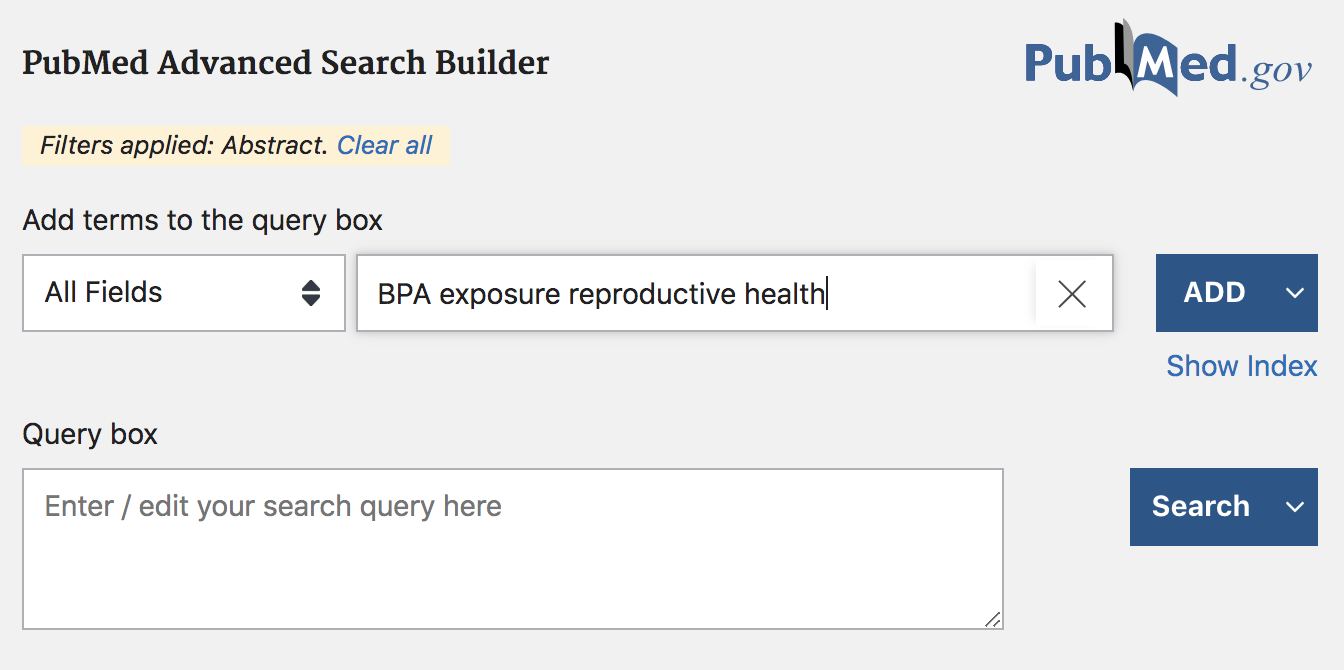 PubMed Advanced Search Builder
PubMed.gov
Filters applied: Abstract. Clear all
Add terms to the query box
All Fields
BPA exposure reproductive health
ADD
Show Index
Query box
Enter / edit your search query here
Search